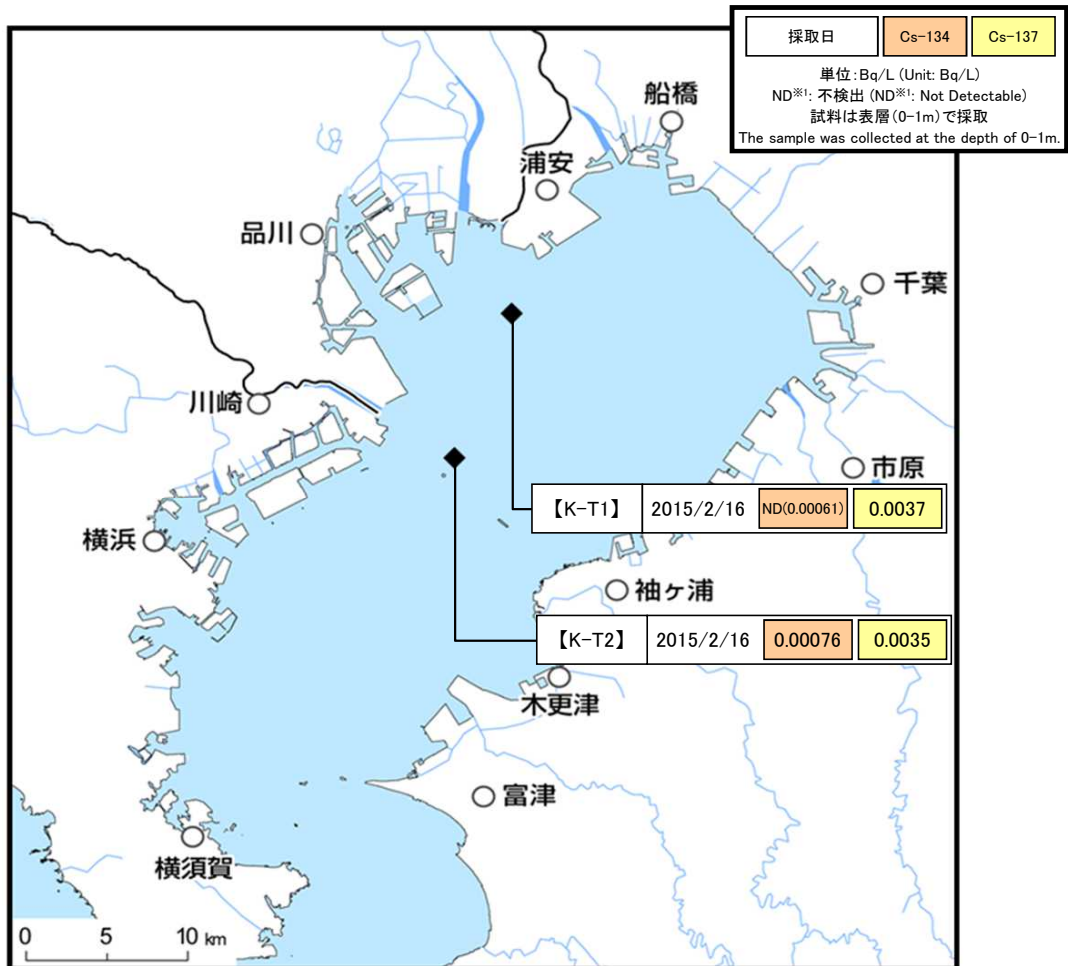 採取日 Cs-134 Cs-137
単位:Bq/L (Unit: Bq/L)
ND※1: 不検出 (ND※1: Not Detectable)
試料は表層(0-1m)で採取
The sample was collected at the depth of 0-1m.
船橋
浦安
品川
千葉
川崎
市原
【K-T1】 2015/2/16 ND(0.00061) 0.0037
横浜
袖ヶ浦
【K-T2】 2015/2/16 0.00076 0.0035
木更津
富津
横須賀
0 5 10 km